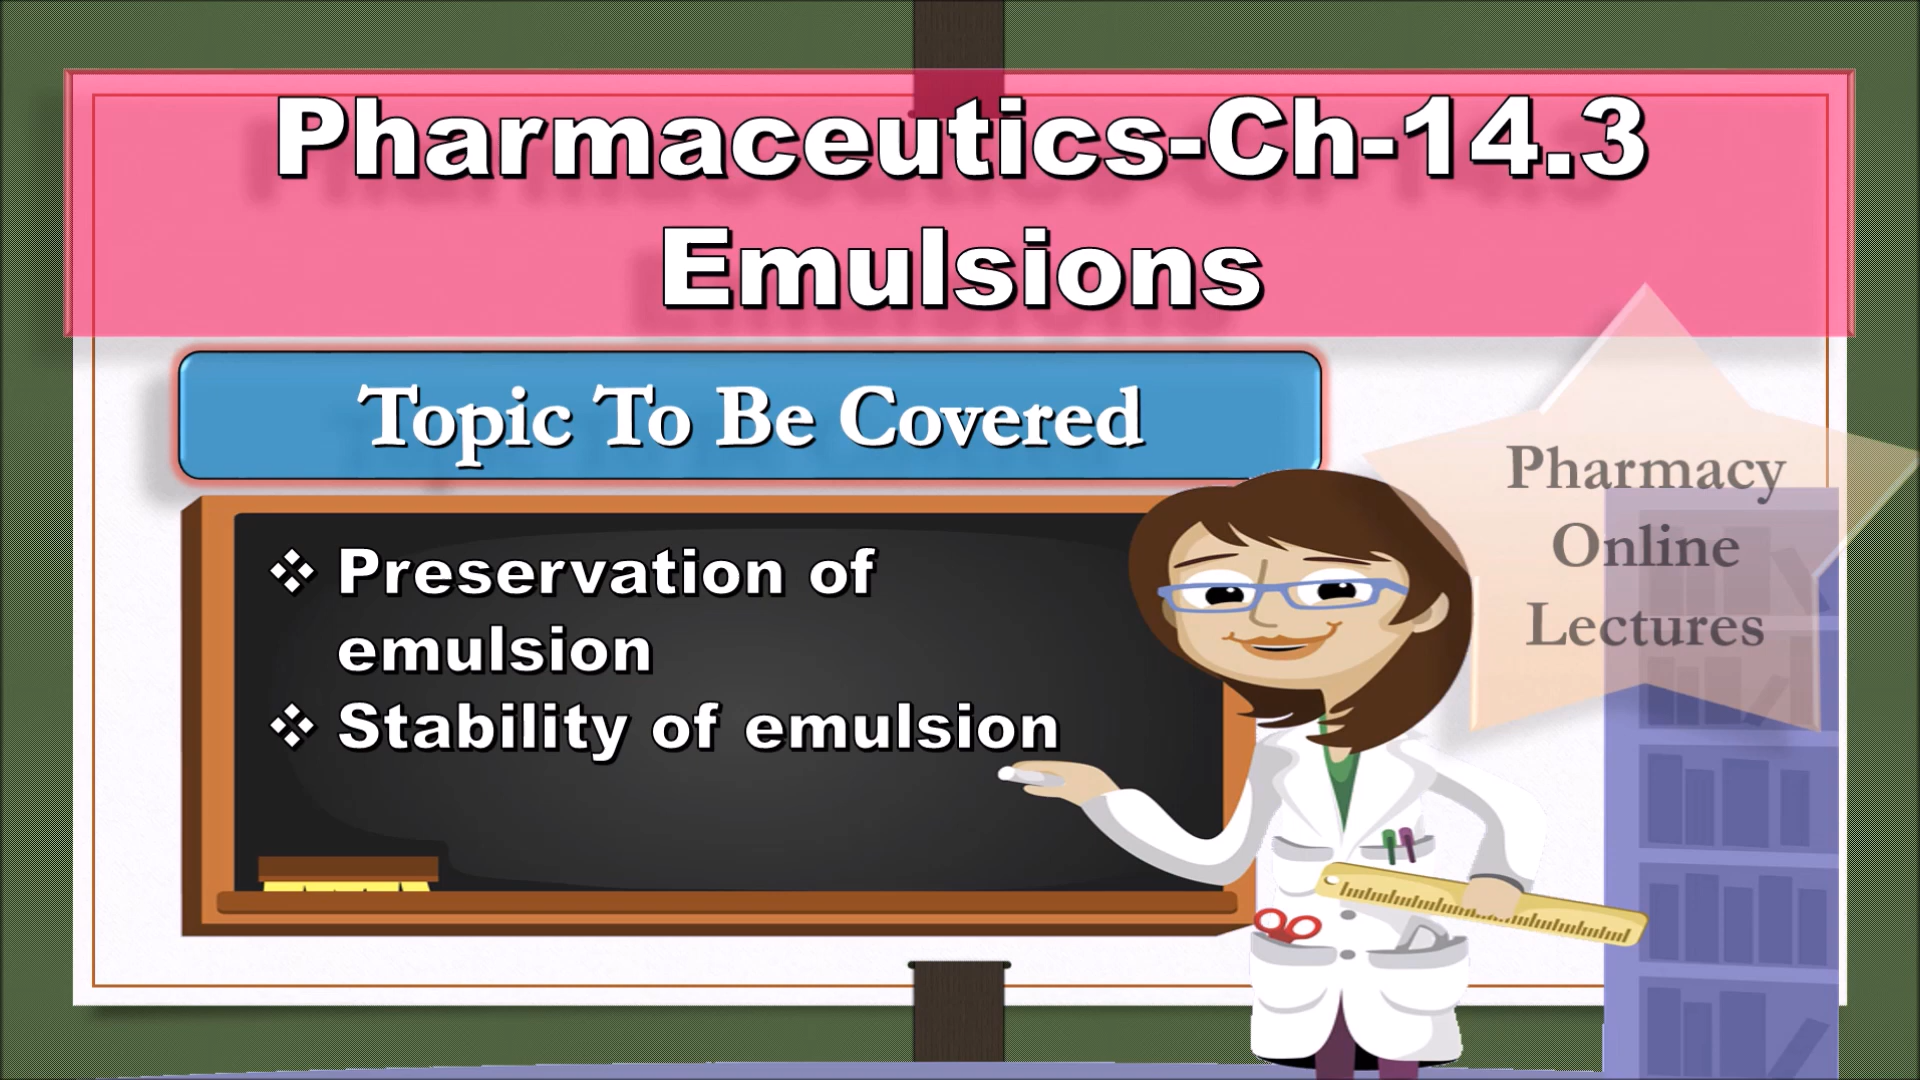 Pharmaceutics-Ch-14.3
Emulsions
Topic To Be Covered
❖ Preservation of
emulsion
❖ Stability of emulsion
Pharmacy
Online
Lectures